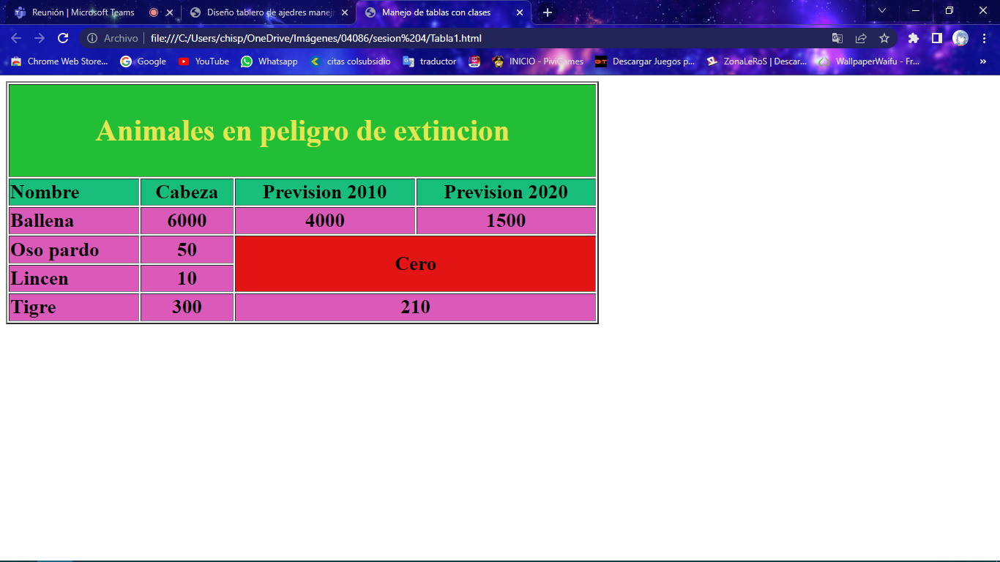 Reunión | Microsoft Teams
Diseño tablero de ajedres manej
Manejo de tablas con clases
Archivo
file:///C:/Users/chisp/OneDrive/Imágenes/04086/sesion%204/Tabla1.html
Chrome Web Store...
Google
YouTube
Whatsapp
citas colsubsidio
traductor
INICIO - PiviGames
Descargar Juegos p...
ZonaLeRoS | Descar...
WallpaperWaifu - Fr...
»
Animales en peligro de extincion
Nombre Cabeza Prevision 2010 Prevision 2020
Ballena 6000 4000 1500
Oso pardo 50
Cero
Lincen 10
Tigre 300 210